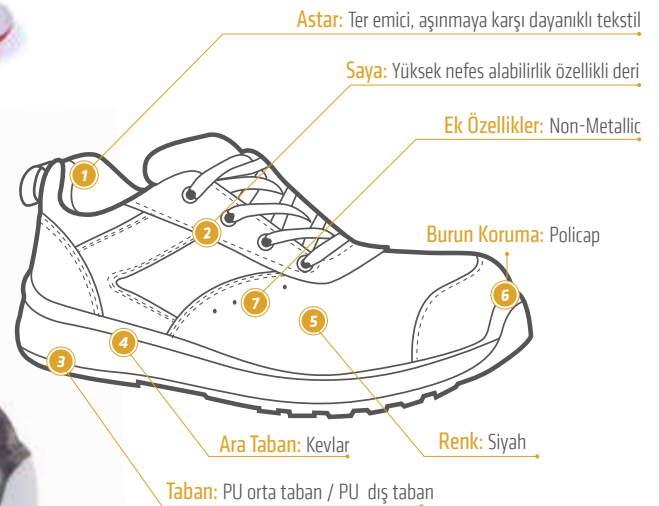 Astar: Ter emici, aşınmaya karşı dayanıklı tekstil
Saya: Yüksek nefes alabilirlik özellikli deri
Ek Özellikler: Non-Metallic
1
2
Burun Koruma: Policap
6
7
5
4
3
Ara Taban: Kevlar
Renk: Siyah
Taban: PU orta taban / PU dış taban